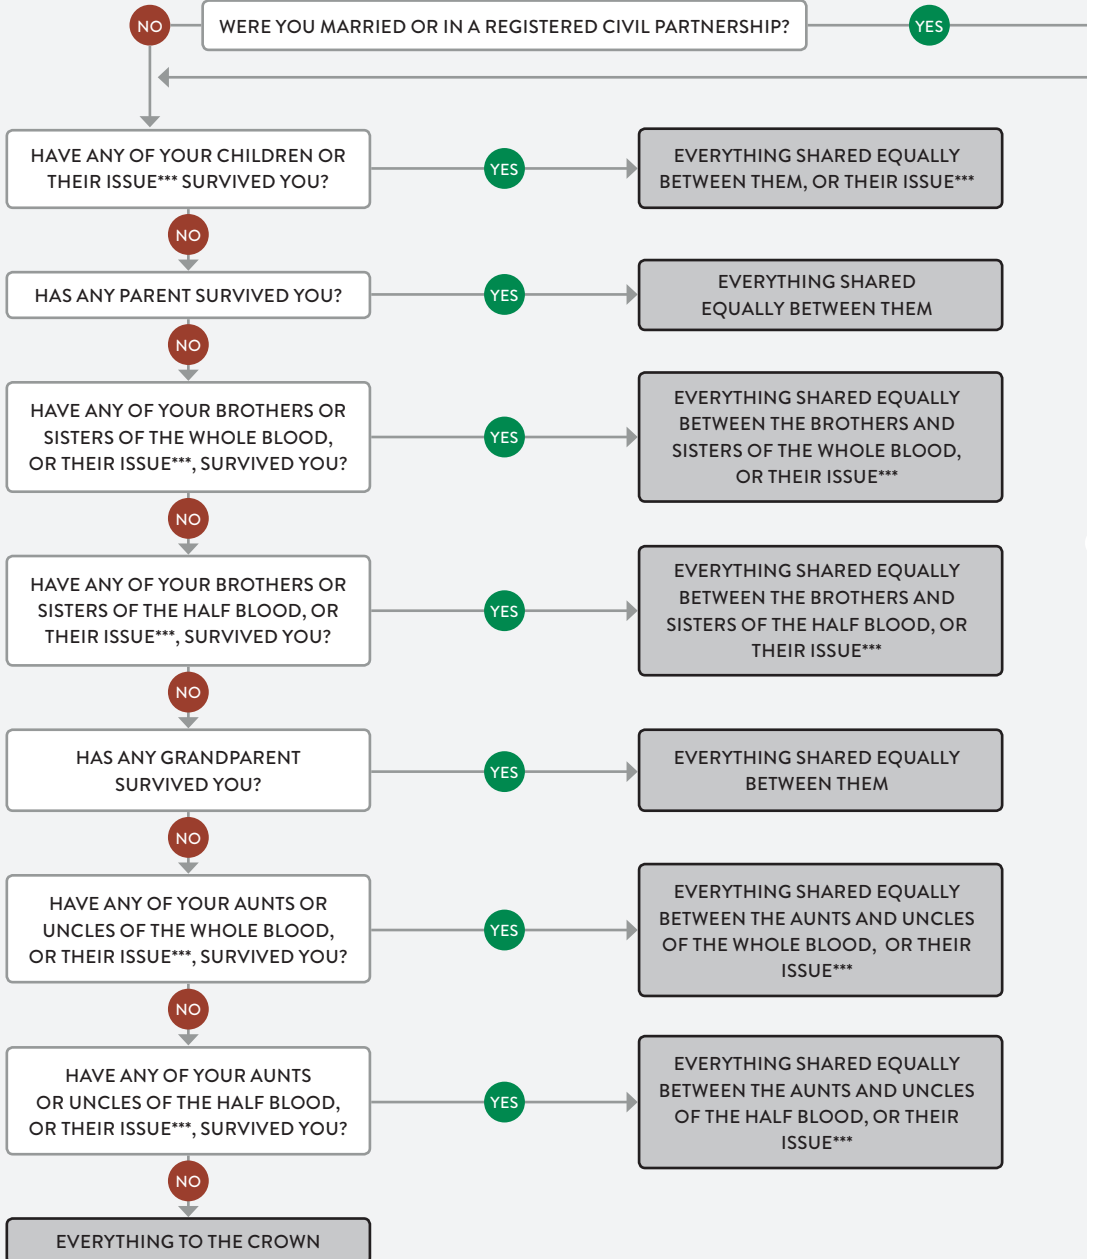 NO
WERE YOU MARRIED OR IN A REGISTERED CIVIL PARTNERSHIP?
YES
HAVE ANY OF YOUR CHILDREN OR
THEIR ISSUE*** SURVIVED YOU?
YES
EVERYTHING SHARED EQUALLY
BETWEEN THEM, OR THEIR ISSUE***
NO
HAS ANY PARENT SURVIVED YOU?
YES
EVERYTHING SHARED
EQUALLY BETWEEN THEM
NO
HAVE ANY OF YOUR BROTHERS OR
SISTERS OF THE WHOLE BLOOD,
OR THEIR ISSUE***, SURVIVED YOU?
YES
EVERYTHING SHARED EQUALLY
BETWEEN THE BROTHERS AND
SISTERS OF THE WHOLE BLOOD,
OR THEIR ISSUE***
NO
HAVE ANY OF YOUR BROTHERS OR
SISTERS OF THE HALF BLOOD, OR
THEIR ISSUE***, SURVIVED YOU?
YES
EVERYTHING SHARED EQUALLY
BETWEEN THE BROTHERS AND
SISTERS OF THE HALF BLOOD, OR
THEIR ISSUE***
NO
HAS ANY GRANDPARENT
SURVIVED YOU?
YES
EVERYTHING SHARED EQUALLY
BETWEEN THEM
NO
HAVE ANY OF YOUR AUNTS OR
UNCLES OF THE WHOLE BLOOD,
OR THEIR ISSUE***, SURVIVED YOU?
YES
EVERYTHING SHARED EQUALLY
BETWEEN THE AUNTS AND UNCLES
OF THE WHOLE BLOOD, OR THEIR
ISSUE***
NO
HAVE ANY OF YOUR AUNTS
OR UNCLES OF THE HALF BLOOD,
OR THEIR ISSUE***, SURVIVED YOU?
YES
EVERYTHING SHARED EQUALLY
BETWEEN THE AUNTS AND UNCLES
OF THE HALF BLOOD, OR THEIR
ISSUE***
NO
EVERYTHING TO THE CROWN